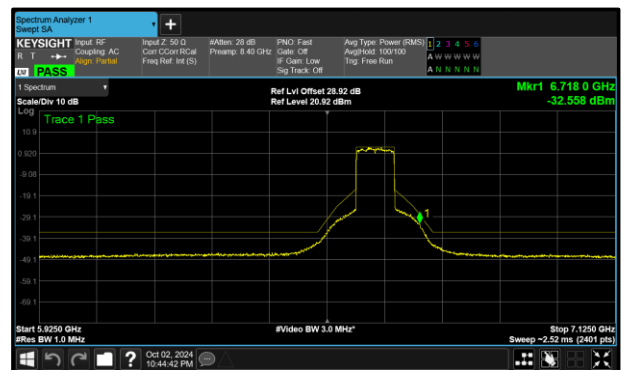 Spectrum Analyzer 1
Swept SA
+
KEYSIGHT
R T
PASS
Input: RF
Coupling: AC
Align: Partial
Input Z: 50 Ω
Corr CCorr RCal
Freq Ref: Int (S)
#Atten: 28 dB
Preamp: 8.40 GHz
PNO: Fast
Gate: Off
IF Gain: Low
Sig Track: Off
Avg Type: Power (RMS)
Avg|Hold: 100/100
Trig: Free Run
1 2 3 4 5 6
A W W W W W
A N N N N N
1 Spectrum
Scale/Div 10 dB
Ref Lvl Offset 28.92 dB
Ref Level 20.92 dBm
Mkr1 6.718 0 GHz
-32.558 dBm
Log
Trace 1 Pass
10.9
0.920
-9.08
-19.1
-29.1
-39.1
-49.1
-59.1
-69.1
1
Start 5.9250 GHz
#Res BW 1.0 MHz
#Video BW 3.0 MHz*
Stop 7.1250 GHz
Sweep ~2.52 ms (2401 pts)
?
Oct 02, 2024
10:44:42 PM